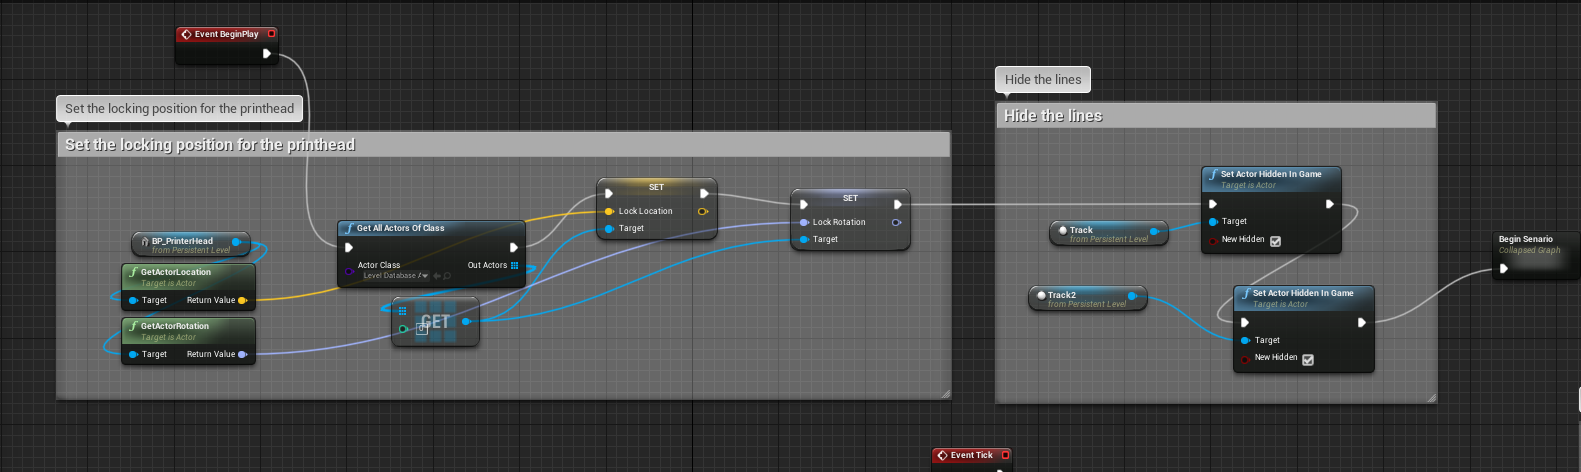 Event BeginPlay
Set the locking position for the printhead
Set the locking position for the printhead
BP_PrinterHead
from Persistent Level
GetActorLocation
Target is Actor
Target
Return Value
GetActorRotation
Target is Actor
Target
Return Value
Get All Actors Of Class
Actor Class
Out Actors
Level Database
GET
0
SET
Lock Location
Target
SET
Lock Rotation
Target
Hide the lines
Hide the lines
Track
from Persistent Level
Set Actor Hidden In Game
Target is Actor
Target
New Hidden
Track2
from Persistent Level
Set Actor Hidden In Game
Target is Actor
Target
New Hidden
Begin Senario
Collapsed Graph
Event Tick